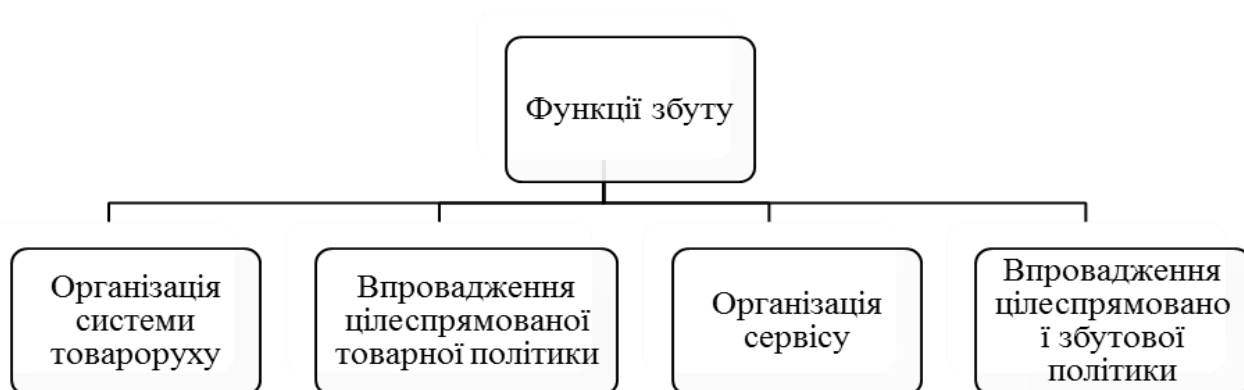 Функції збуту
Організація
системи
товароруху
Впровадження
цілеспрямованої
товарної політики
Організація
сервісу
Впровадження
цілеспрямовано
ї збутової
політики